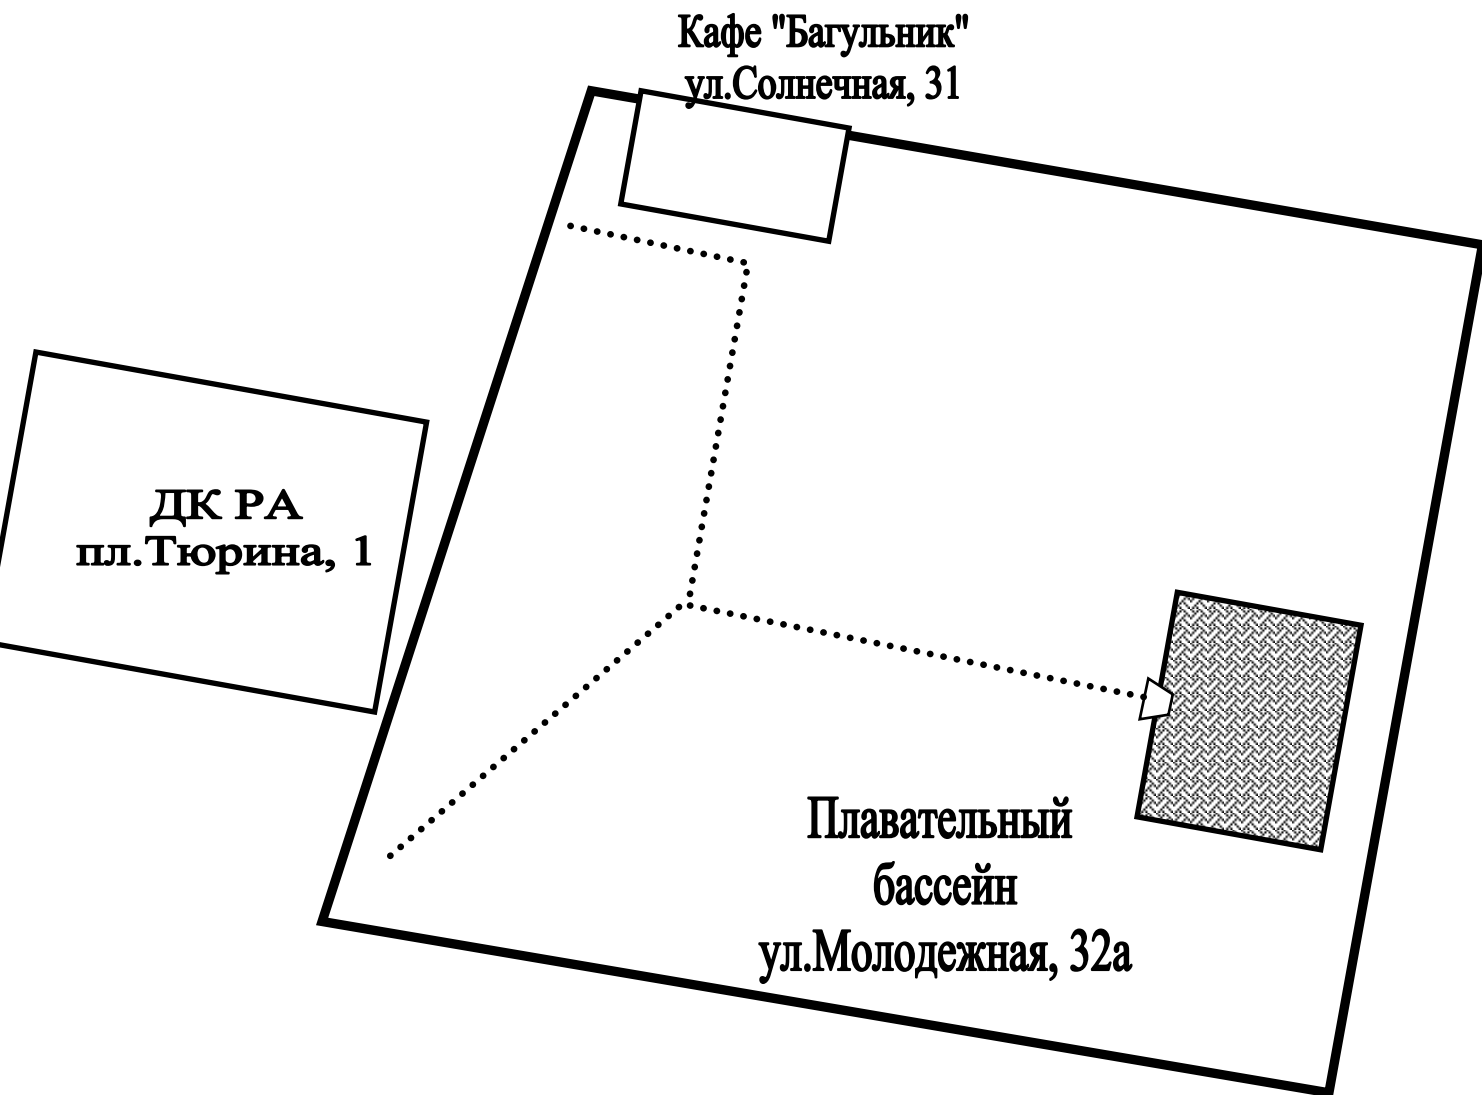 Кафе "Багульник"
ул.Солнечная, 31
ДК РА
пл.Тюрина, 1
Плавательный
бассейн
ул.Молодежная, 32а